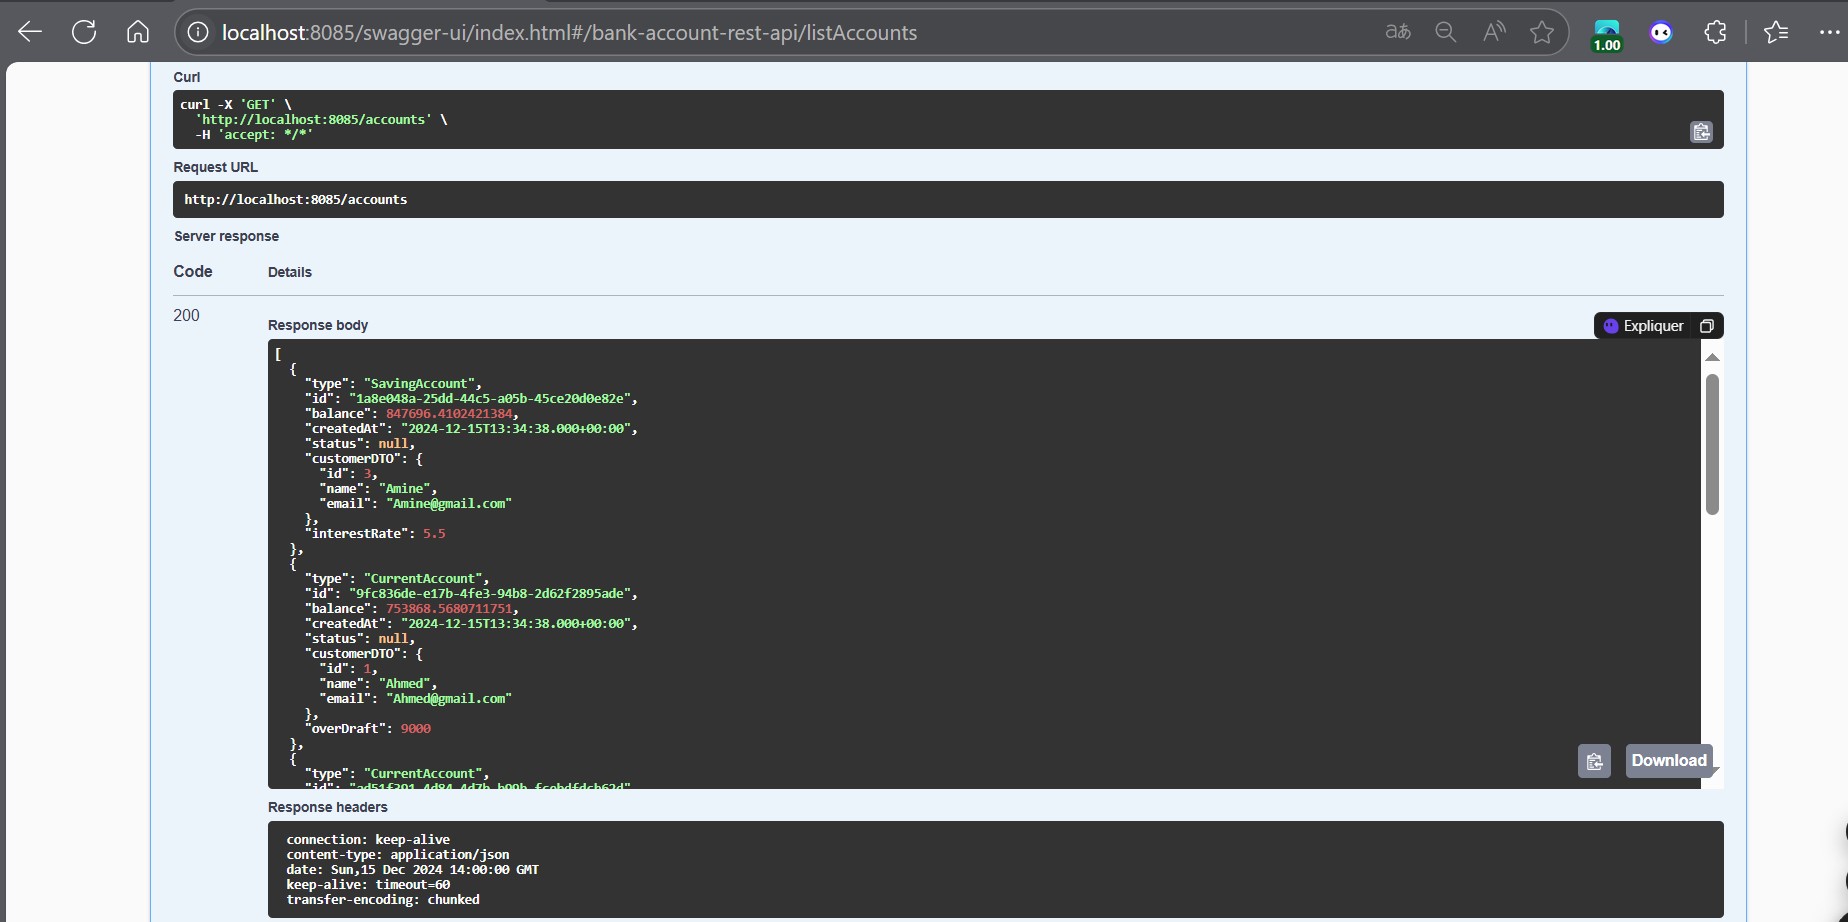 localhost:8085/swagger-ui/index.html#/bank-account-rest-api/listAccounts
aあ
A
1.00
Curl
curl -X 'GET' \
'http://localhost:8085/accounts' \
-H 'accept: */*'
Request URL
http://localhost:8085/accounts
Server response
Code Details
200
Response body
Expliquer
[
{
"type": "SavingAccount",
"id": "1a8e048a-25dd-44c5-a05b-45ce20d0e82e",
"balance": 847696.4102421384,
"createdAt": "2024-12-15T13:34:38.000+00:00",
"status": null,
"customerDTO": {
"id": 3,
"name": "Amine",
"email": "Amine@gmail.com"
},
"interestRate": 5.5
},
{
"type": "CurrentAccount",
"id": "9fc836de-e17b-4fe3-94b8-2d62f2895ade",
"balance": 753868.5680711751,
"createdAt": "2024-12-15T13:34:38.000+00:00",
"status": null,
"customerDTO": {
"id": 1,
"name": "Ahmed",
"email": "Ahmed@gmail.com"
},
"overDraft": 9000
},
{
"type": "CurrentAccount",
"id":
Download
Response headers
connection: keep-alive
content-type: application/json
date: Sun,15 Dec 2024 14:00:00 GMT
keep-alive: timeout=60
transfer-encoding: chunked